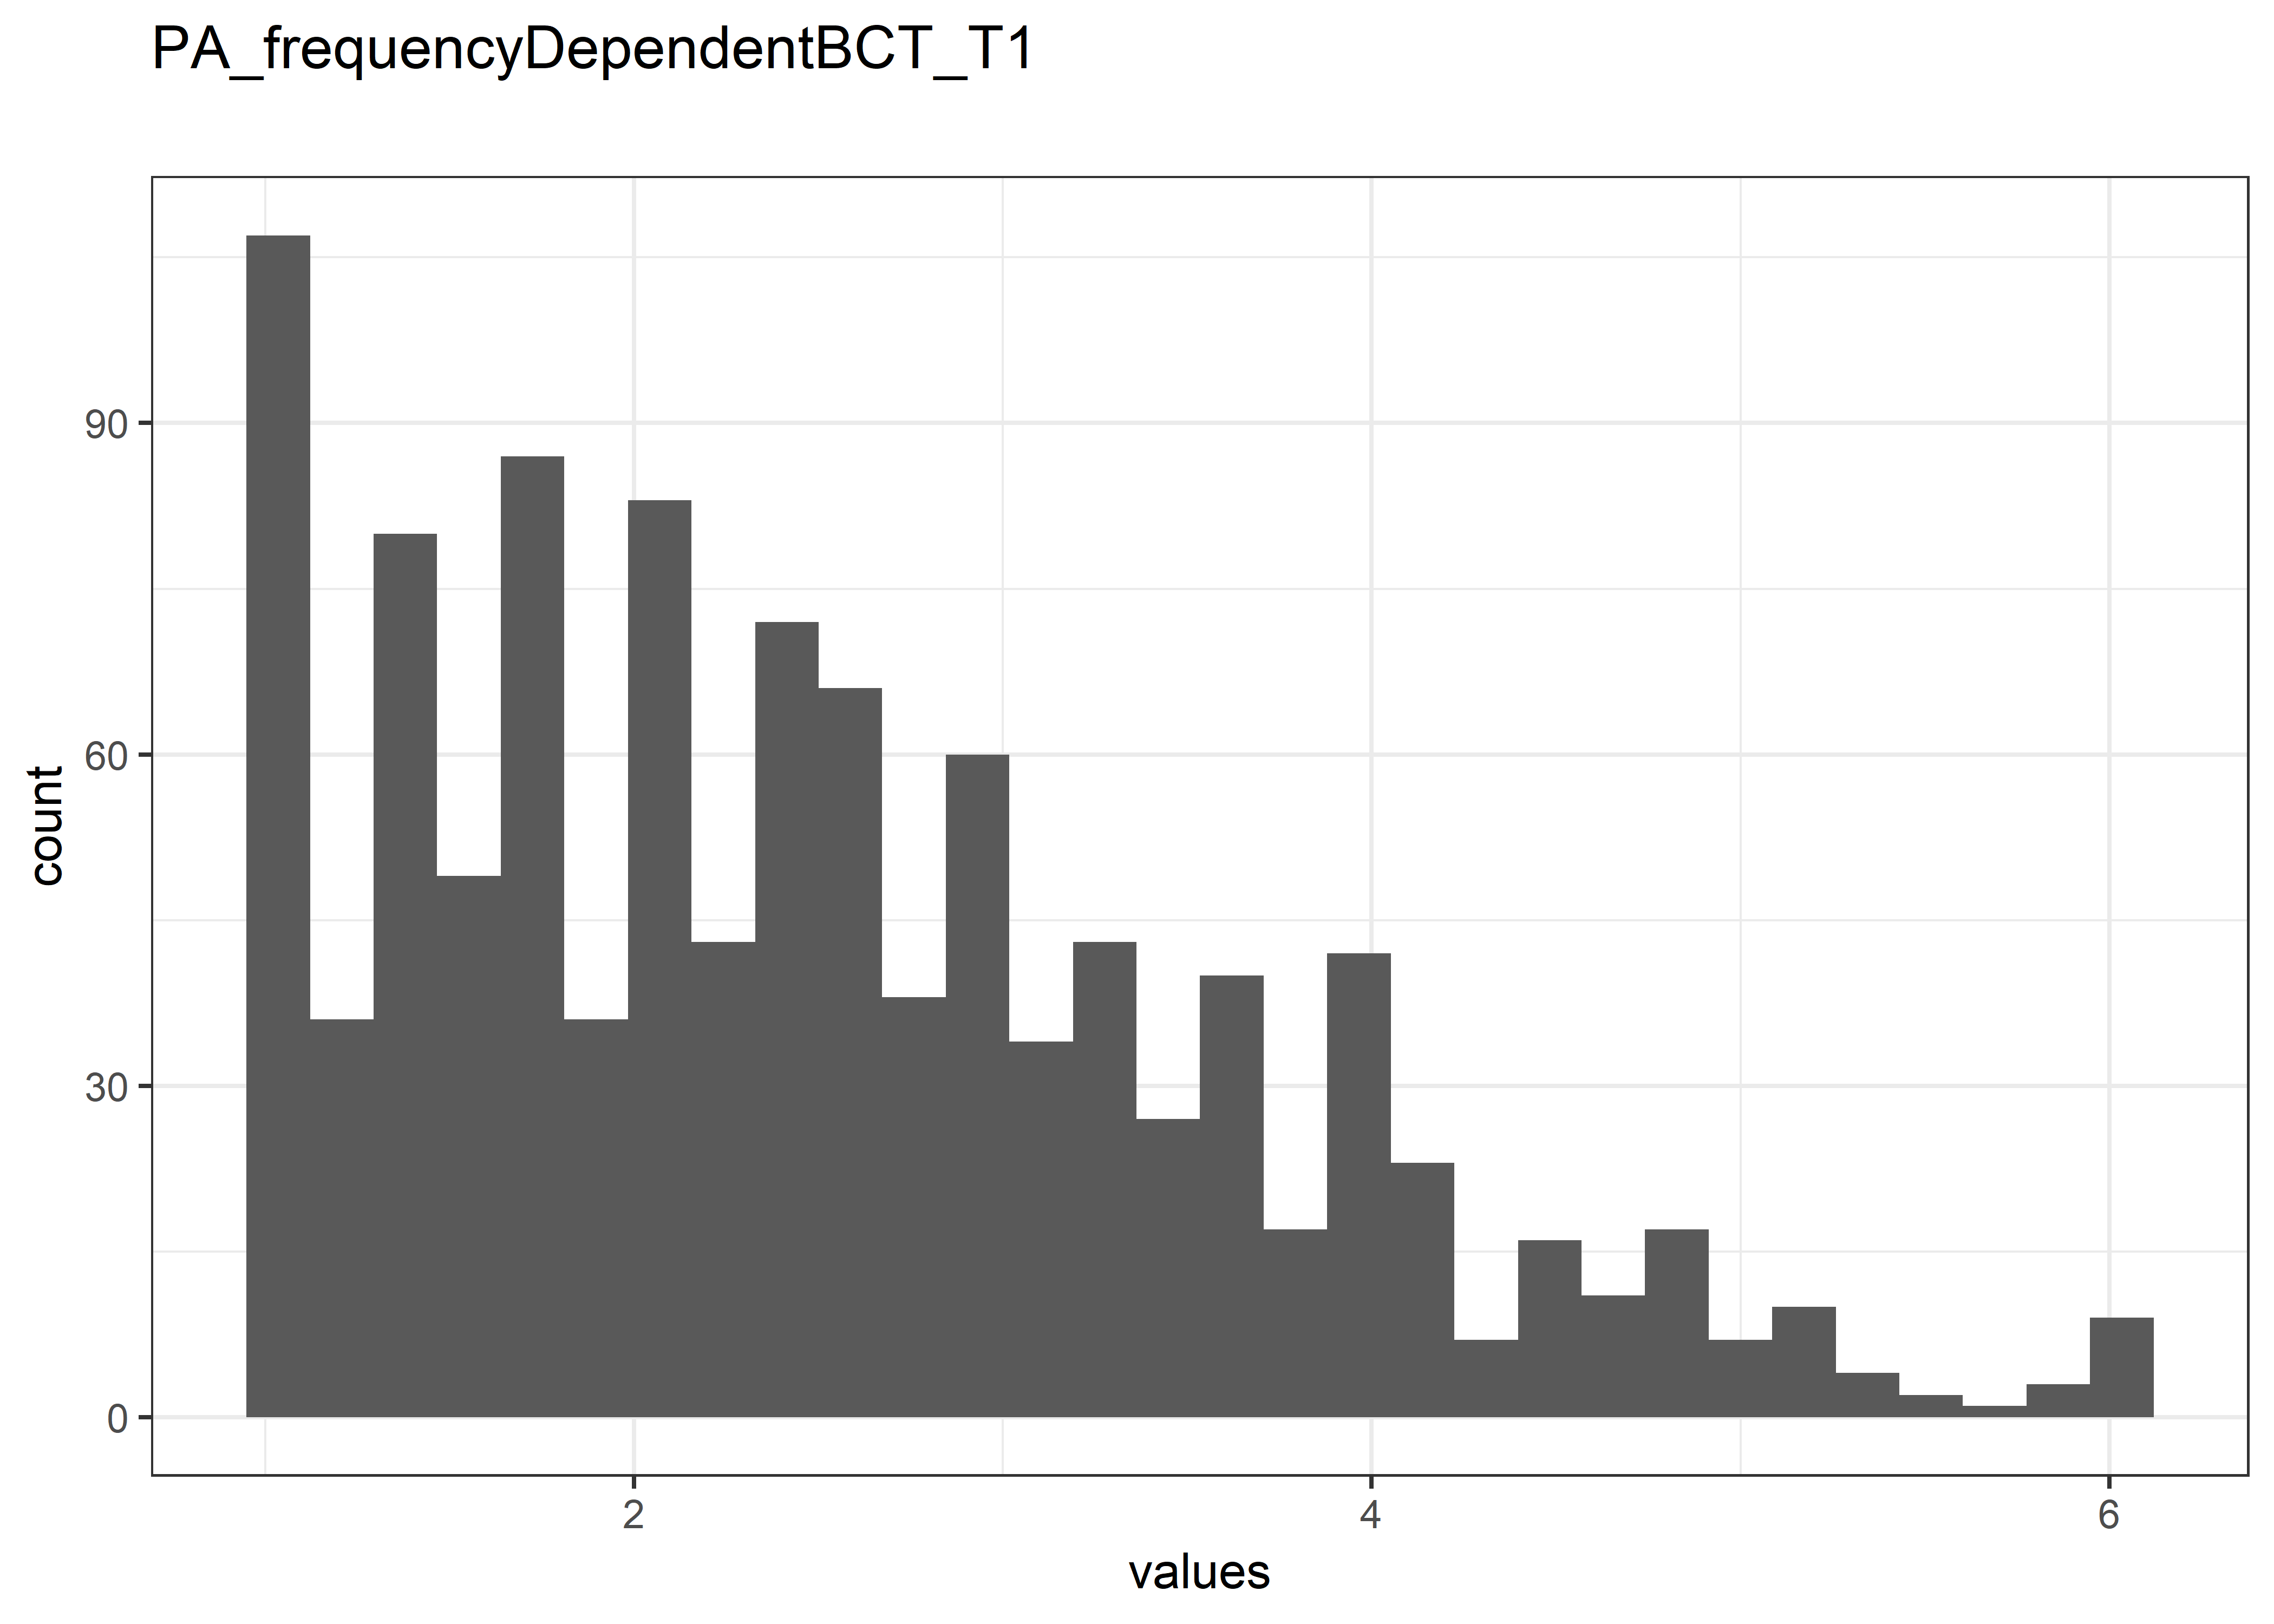 PA_frequencyDependentBCT_T1
90
60
30
0
count
2 4 6
values